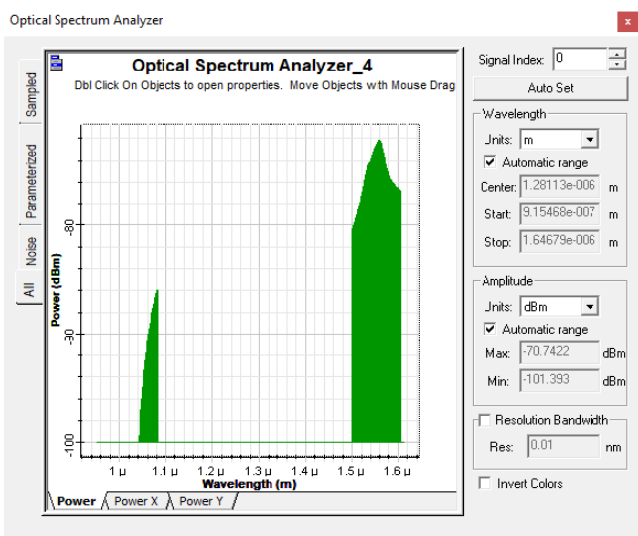 Optical Spectrum Analyzer
x
Sampled
Parameterized
Noise
All
Optical Spectrum Analyzer_4
Dbl Click On Objects to open properties. Move Objects with Mouse Drag
Power (dBm)
-80
-90
-100
1 µ
1.1 µ
1.2 µ
1.3 µ
1.4 µ
1.5 µ
1.6 µ
Wavelength (m)
Power
Power X
Power Y
Signal Index: 0
Auto Set
Wavelength
Units: m
Automatic range
Center: 1.28113e-006 m
Start: 9.15468e-007 m
Stop: 1.64679e-006 m
Amplitude
Units: dBm
Automatic range
Max: -70.7422 dBm
Min: -101.393 dBm
Resolution Bandwidth
Res: 0.01 nm
Invert Colors